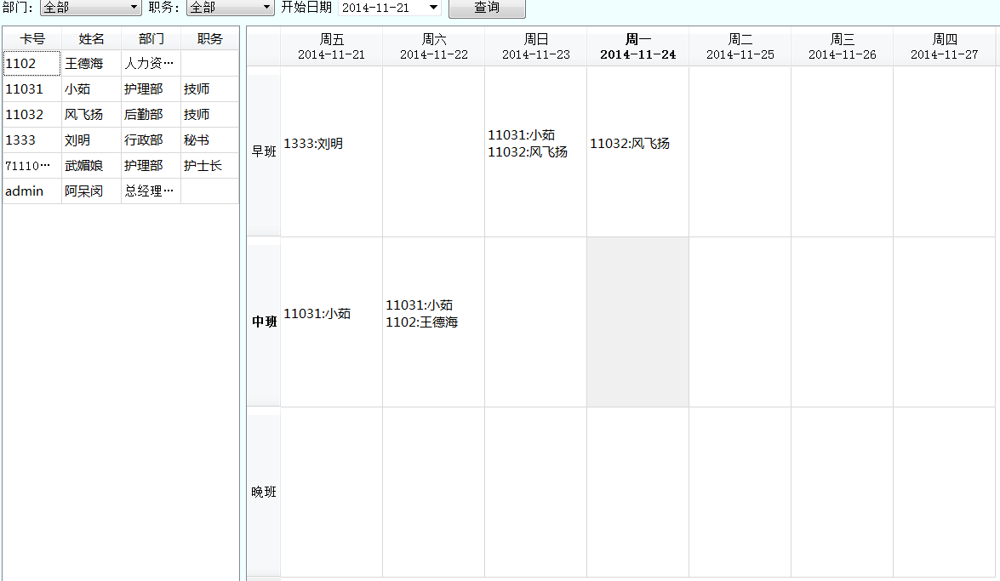 部门： 全部 职务： 全部 开始日期 2014-11-21 查询
卡号 姓名 部门 职务
1102 王德海 人力资…
11031 小茹 护理部 技师
11032 风飞扬 后勤部 技师
1333 刘明 行政部 秘书
71110… 武媚娘 护理部 护士长
admin 阿呆闵 总经理…
周五 周六 周日 周一 周二 周三 周四
2014-11-21 2014-11-22 2014-11-23 2014-11-24 2014-11-25 2014-11-26 2014-11-27
早班
1333:刘明
11031:小茹
11032:风飞扬
11032:风飞扬
中班
11031:小茹
11031:小茹
1102:王德海
晚班